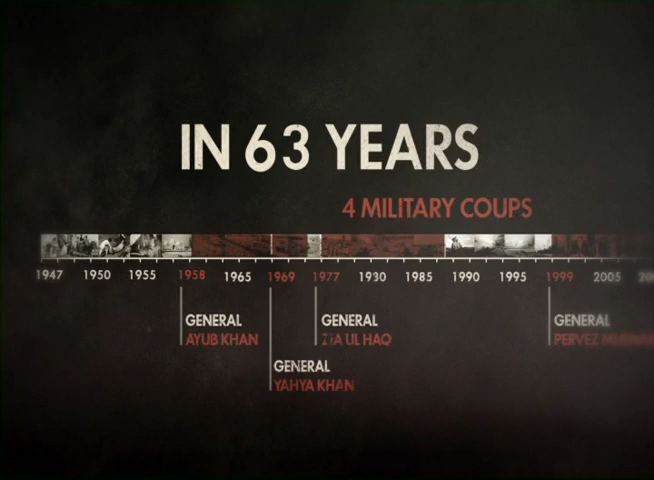 IN 63 YEARS
4 MILITARY COUPS
1947 1950 1955 1958 1965 1969 1977 1930 1985 1990 1995 1999 2005
GENERAL GENERAL GENERAL
AYUB KHAN ZIA UL HAQ PERVEZ
GENERAL
YAHYA KHAN